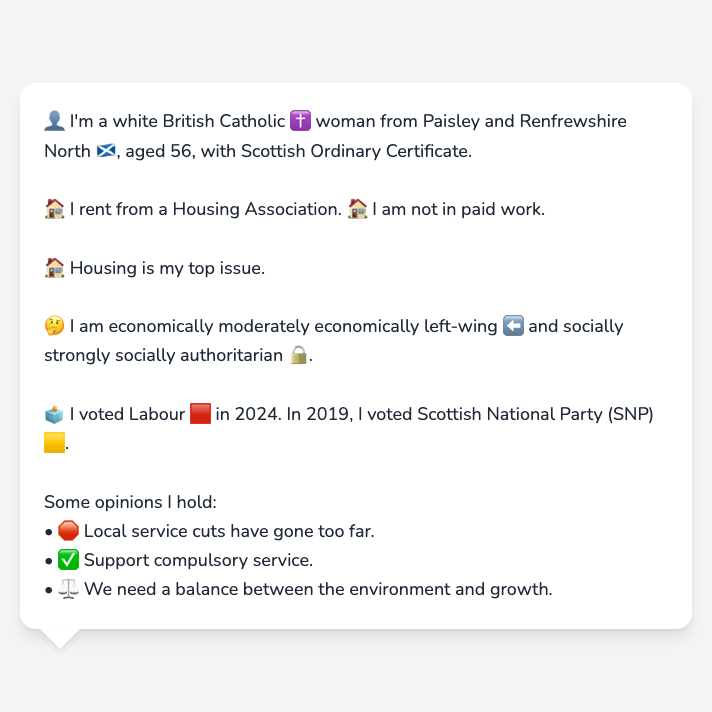 👤 I'm a white British Catholic ✝️ woman from Paisley and Renfrewshire
North 🏴󠁧󠁢󠁳󠁣󠁴󠁿, aged 56, with Scottish Ordinary Certificate.
🏠 I rent from a Housing Association. 🏠 I am not in paid work.
🏠 Housing is my top issue.
🤔 I am economically moderately economically left-wing ⬅️ and socially
strongly socially authoritarian 🔒.
🗳️ I voted Labour 🟥 in 2024. In 2019, I voted Scottish National Party (SNP)
🟨.
Some opinions I hold:
• 🛑 Local service cuts have gone too far.
• ✅ Support compulsory service.
• ⚖️ We need a balance between the environment and growth.